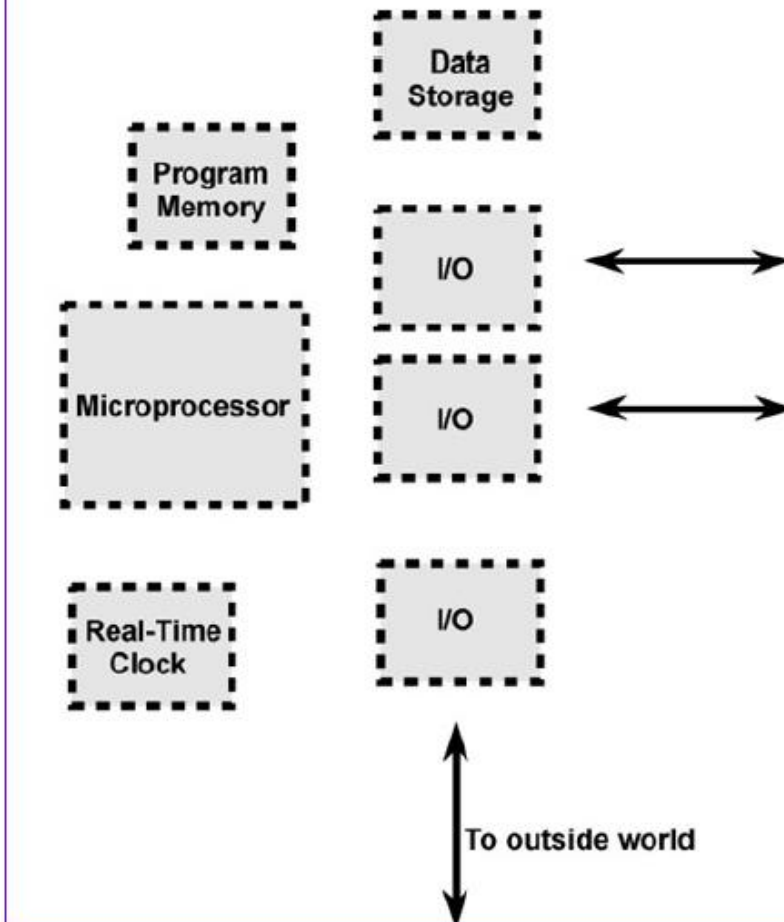 Data
Storage
Program
Memory
I/O
Microprocessor
I/O
Real-Time
Clock
I/O
To outside world